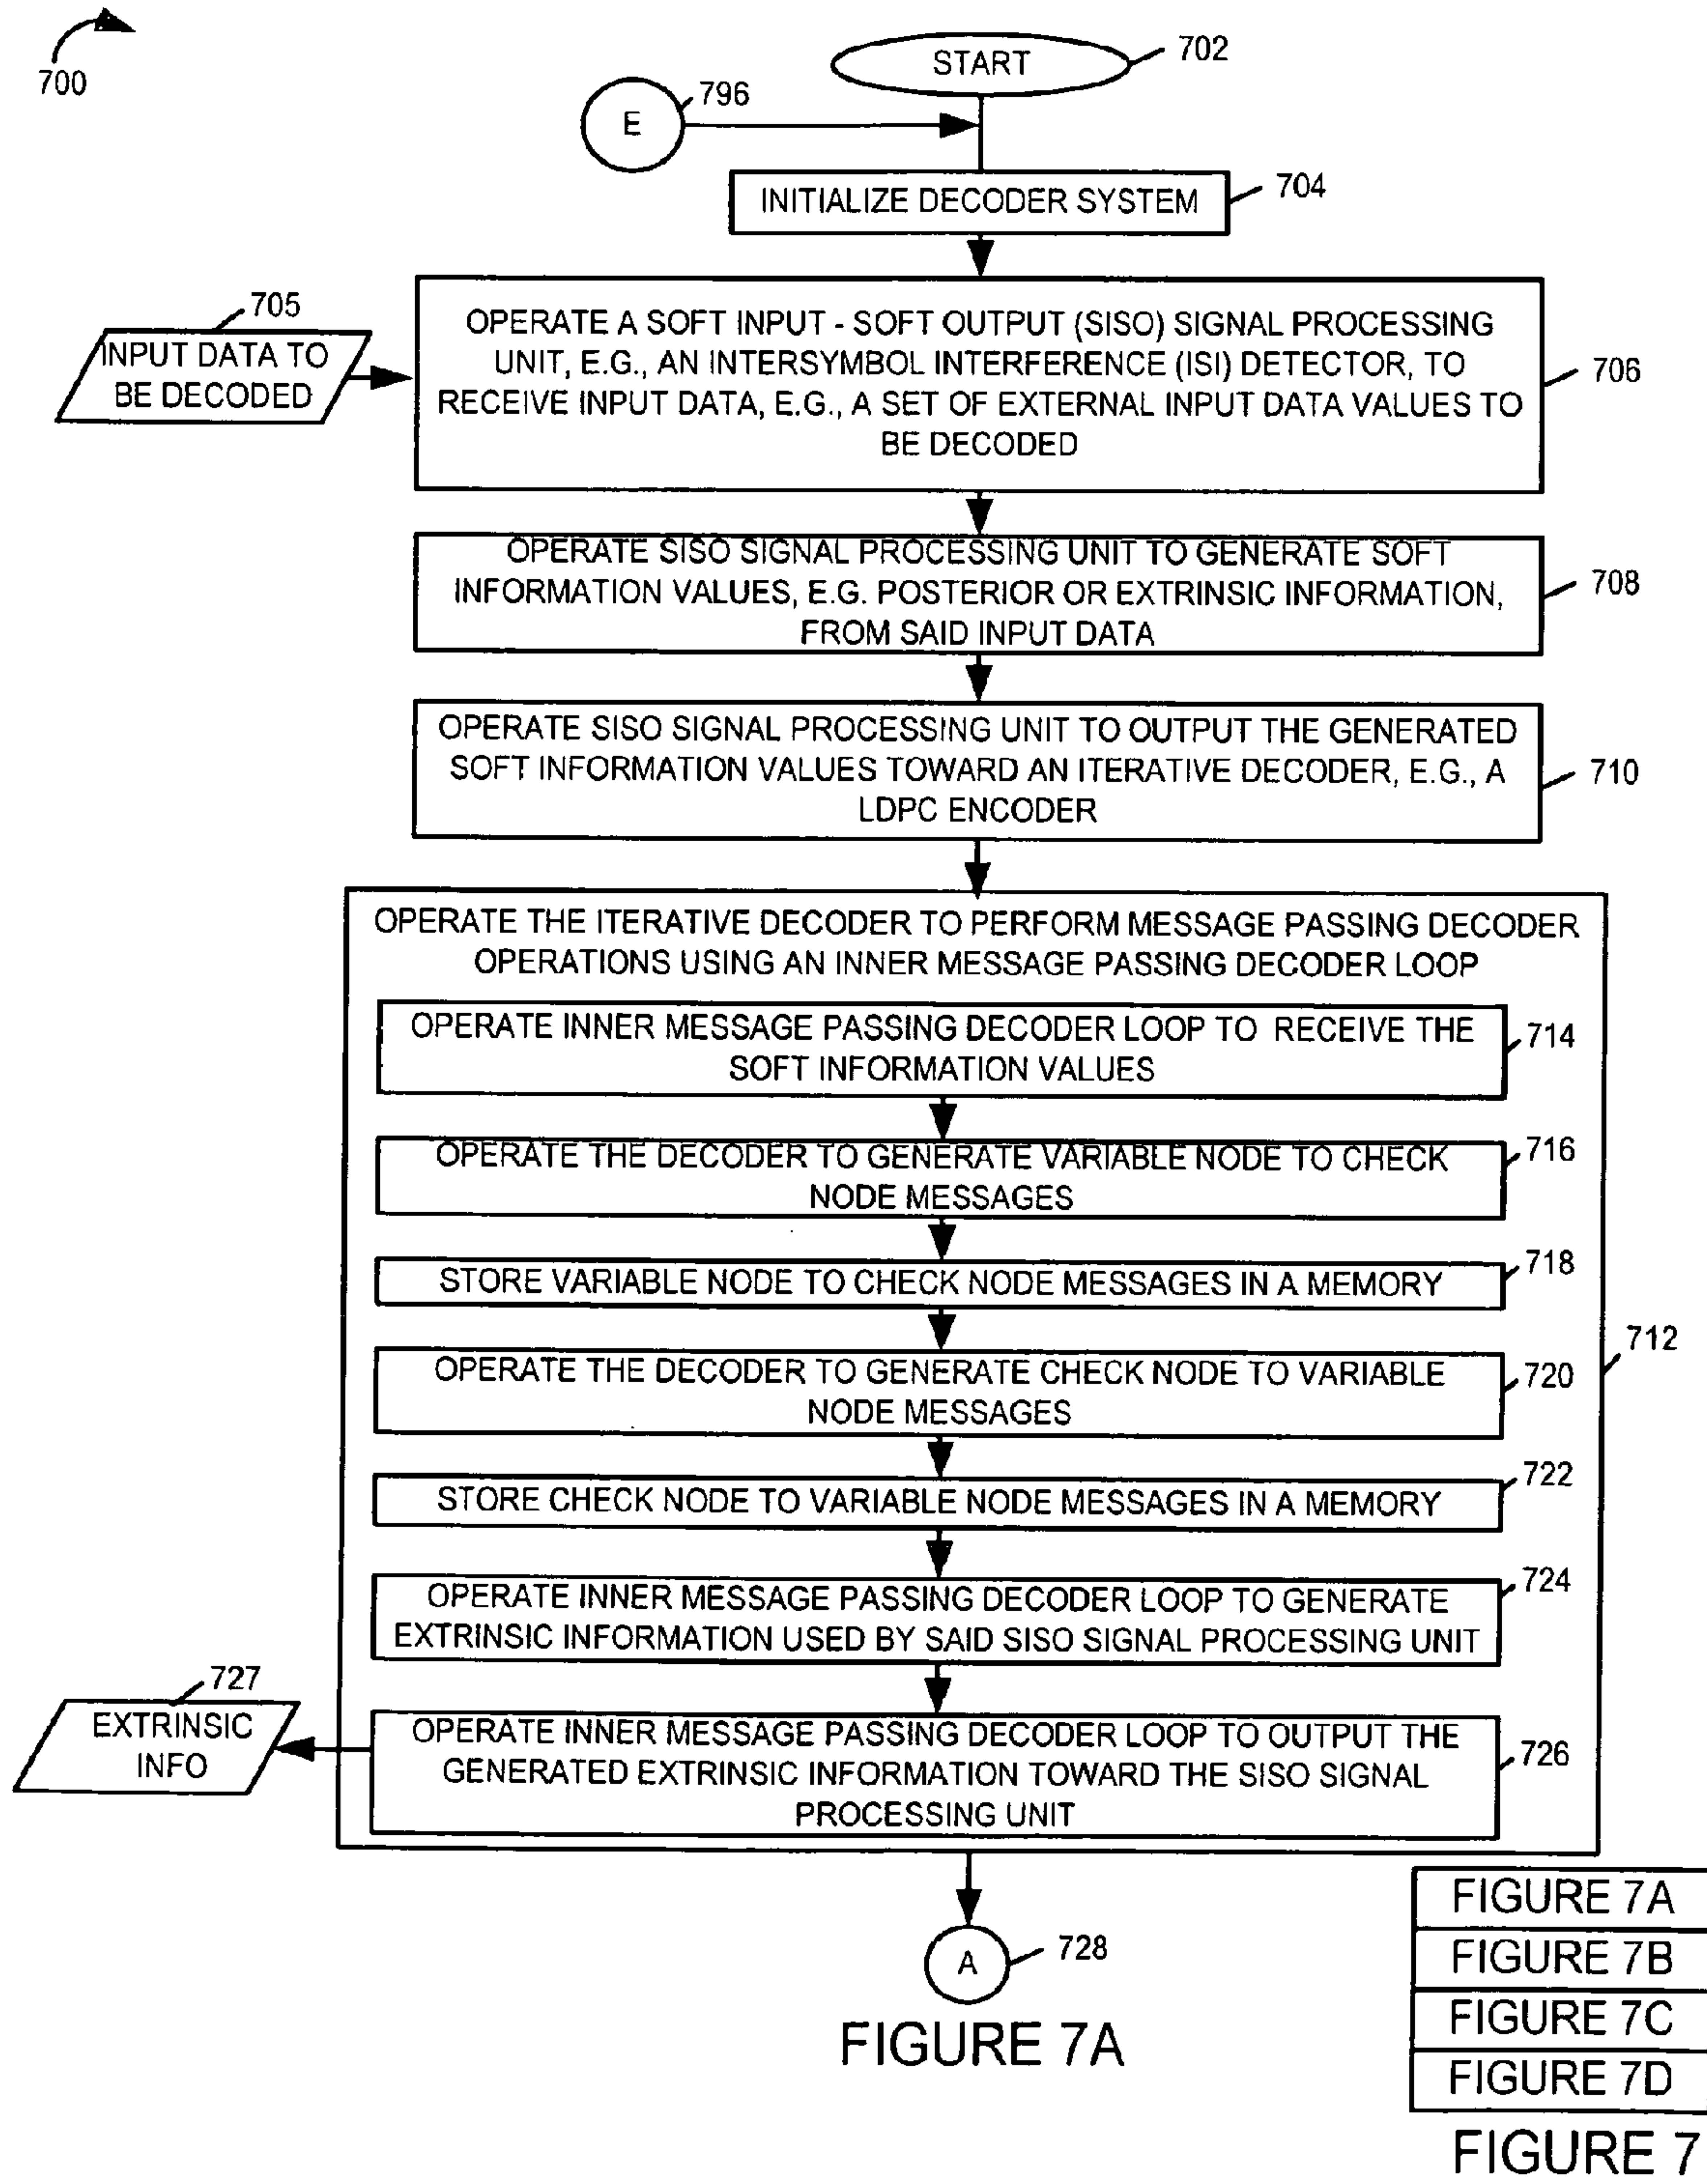 700
START
702
E
796
INITIALIZE DECODER SYSTEM
704
705
INPUT DATA TO
BE DECODED
OPERATE A SOFT INPUT - SOFT OUTPUT (SISO) SIGNAL PROCESSING
UNIT, E.G., AN INTERSYMBOL INTERFERENCE (ISI) DETECTOR, TO
RECEIVE INPUT DATA, E.G., A SET OF EXTERNAL INPUT DATA VALUES TO
BE DECODED
706
OPERATE SISO SIGNAL PROCESSING UNIT TO GENERATE SOFT
INFORMATION VALUES, E.G. POSTERIOR OR EXTRINSIC INFORMATION,
FROM SAID INPUT DATA
708
OPERATE SISO SIGNAL PROCESSING UNIT TO OUTPUT THE GENERATED
SOFT INFORMATION VALUES TOWARD AN ITERATIVE DECODER, E.G., A
LDPC ENCODER
710
OPERATE THE ITERATIVE DECODER TO PERFORM MESSAGE PASSING DECODER
OPERATIONS USING AN INNER MESSAGE PASSING DECODER LOOP
OPERATE INNER MESSAGE PASSING DECODER LOOP TO RECEIVE THE
SOFT INFORMATION VALUES
714
OPERATE THE DECODER TO GENERATE VARIABLE NODE TO CHECK
NODE MESSAGES
716
STORE VARIABLE NODE TO CHECK NODE MESSAGES IN A MEMORY
718
712
OPERATE THE DECODER TO GENERATE CHECK NODE TO VARIABLE
NODE MESSAGES
720
STORE CHECK NODE TO VARIABLE NODE MESSAGES IN A MEMORY
722
OPERATE INNER MESSAGE PASSING DECODER LOOP TO GENERATE
EXTRINSIC INFORMATION USED BY SAID SISO SIGNAL PROCESSING UNIT
724
727
EXTRINSIC
INFO
OPERATE INNER MESSAGE PASSING DECODER LOOP TO OUTPUT THE
GENERATED EXTRINSIC INFORMATION TOWARD THE SISO SIGNAL
PROCESSING UNIT
726
A
728
FIGURE 7A
FIGURE 7A
FIGURE 7B
FIGURE 7C
FIGURE 7D
FIGURE 7